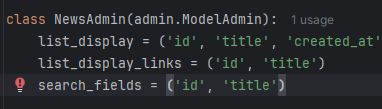 class NewsAdmin(admin.ModelAdmin): 1 usage
list_display = ('id', 'title', 'created_at'
list_display_links = ('id', 'title')
search_fields = ('id', 'title')